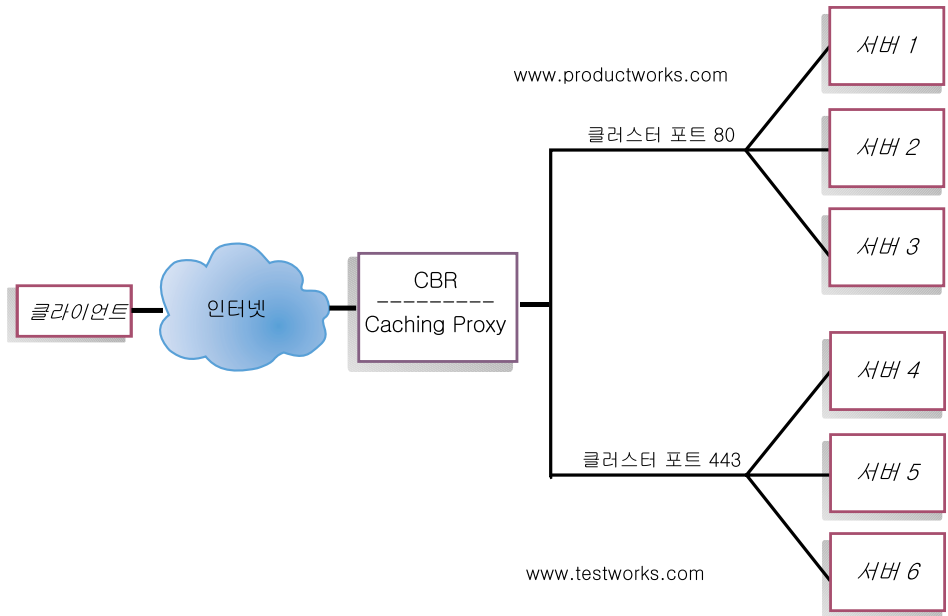 서버 1
www.productworks.com
클러스터 포트 80
서버 2
서버 3
CBR
----------
Caching Proxy
인터넷
클라이언트
서버 4
클러스터 포트 443
서버 5
www.testworks.com
서버 6